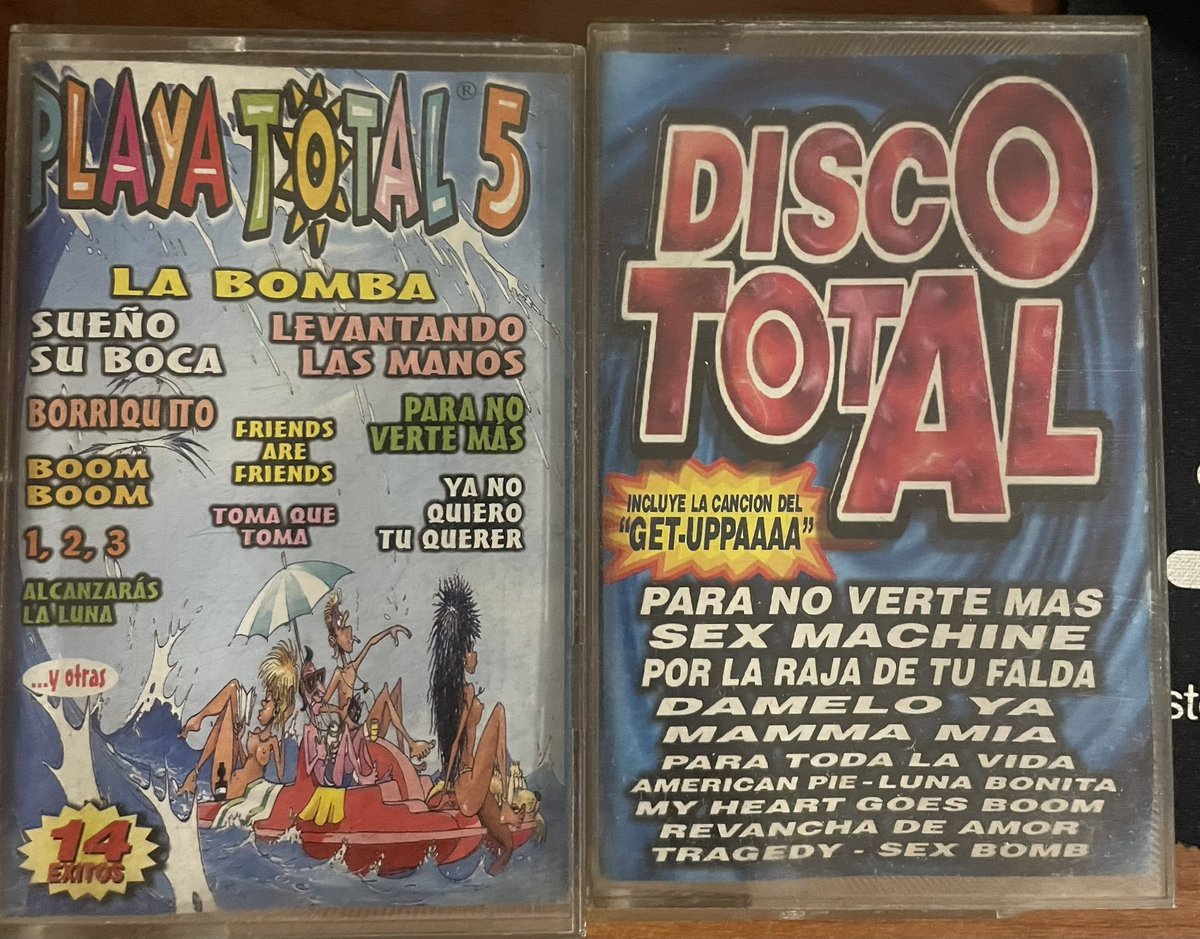 PLAYA TOTAL® 5
LA BOMBA
SUEÑO
SU BOCA
LEVANTANDO
LAS MANOS
BORRIQUITO
FRIENDS
ARE
FRIENDS
PARA NO
VERTE MÁS
BOOM
BOOM
TOMA QUE
TOMA
YA NO
QUIERO
TU QUERER
1, 2, 3
ALCANZARÁS
LA LUNA
...y otras
14
EXITOS
DISCO
TOTAL
INCLUYE LA CANCION DEL
"GET-UPPAAAA"
PARA NO VERTE MAS
SEX MACHINE
POR LA RAJA DE TU FALDA
DAMELO YA
MAMMA MIA
PARA TODA LA VIDA
AMERICAN PIE - LUNA BONITA
MY HEART GOES BOOM
REVANCHA DE AMOR
TRAGEDY - SEX BOMB